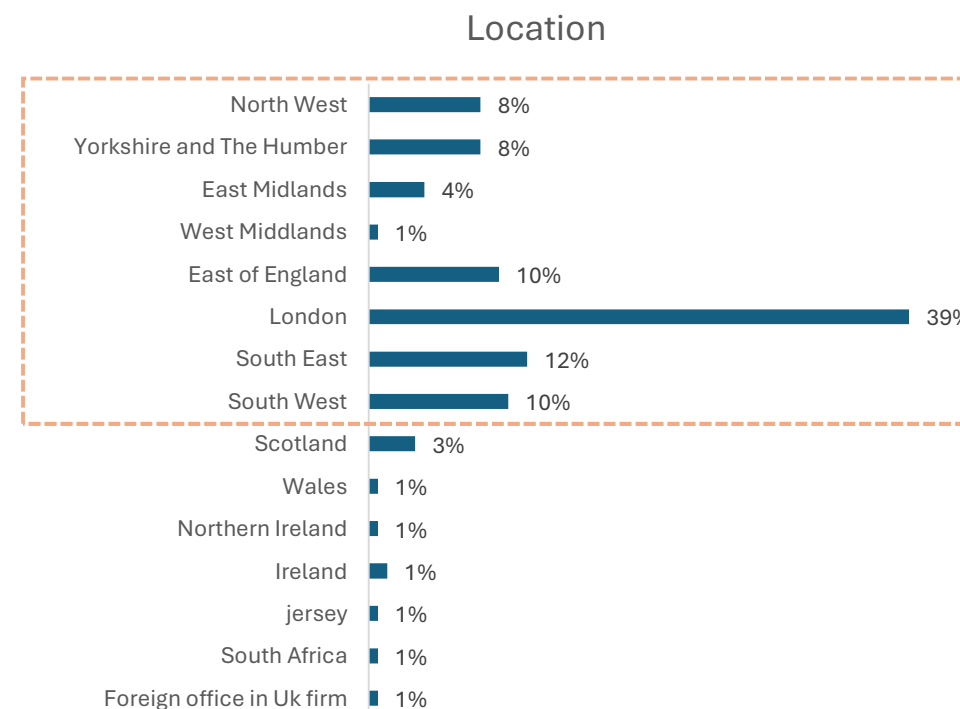 Location
North West 8%
Yorkshire and The Humber 8%
East Midlands 4%
West Middlands 1%
East of England 10%
London 39%
South East 12%
South West 10%
Scotland 3%
Wales 1%
Northern Ireland 1%
Ireland 1%
jersey 1%
South Africa 1%
Foreign office in Uk firm 1%